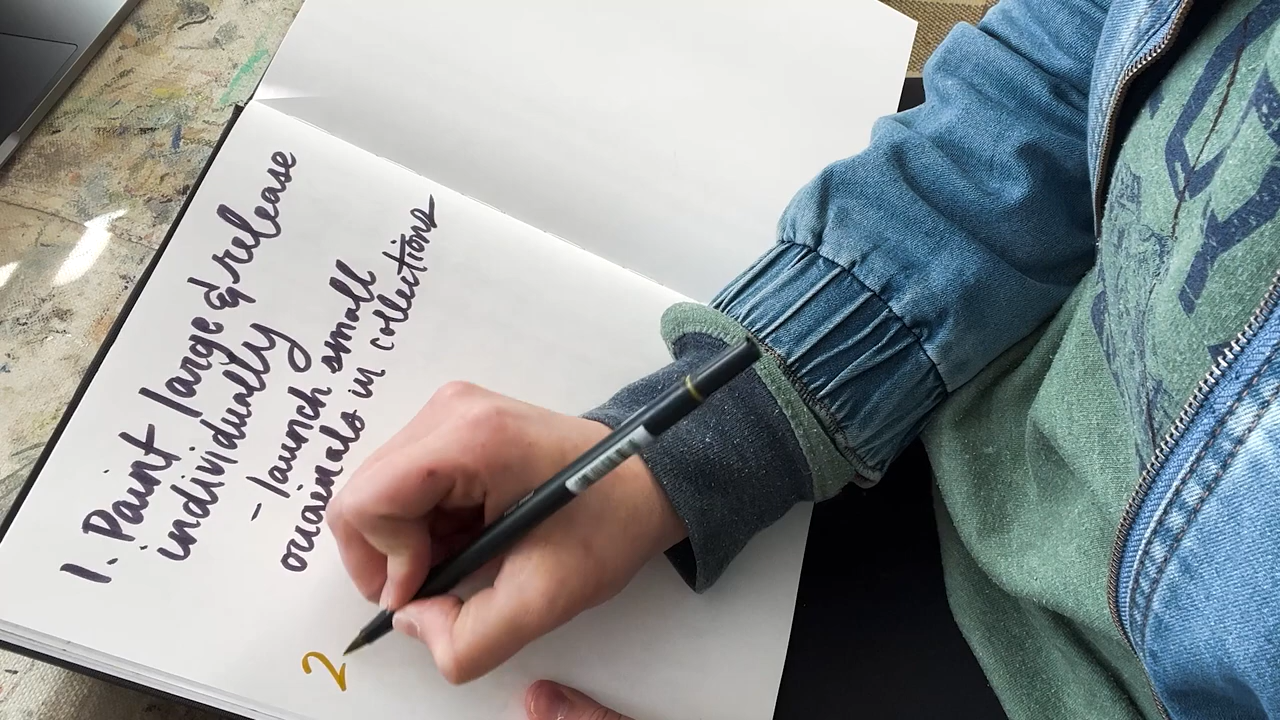 1. Paint large & release
individually
- launch small
originals in collections
2